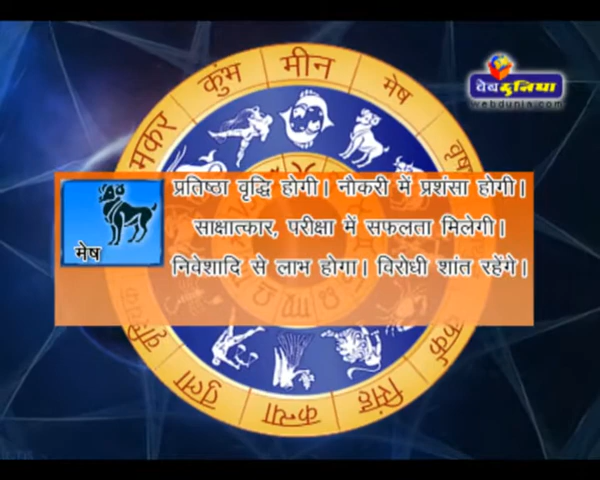 मीन
कुंभ
मेष
मकर
वेबदुनिया
webdunia.com
प्रतिष्ठा वृद्धि होगी। नौकरी में प्रशंसा होगी।
साक्षात्कार, परीक्षा में सफलता मिलेगी।
निवेशादि से लाभ होगा। विरोधी शांत रहेंगे।
मेष
कर्क
तुला
कन्या
सिंह